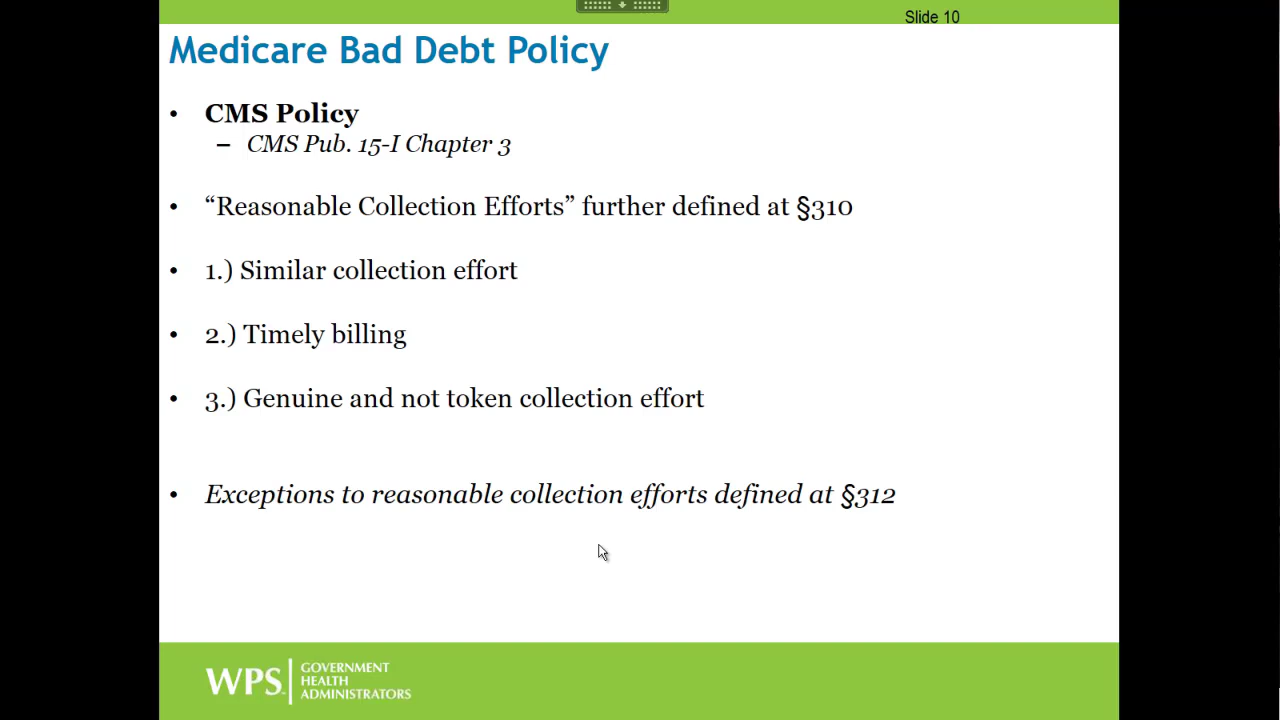 Slide 10
Medicare Bad Debt Policy
• CMS Policy
– CMS Pub. 15-I Chapter 3
• “Reasonable Collection Efforts” further defined at §310
• 1.) Similar collection effort
• 2.) Timely billing
• 3.) Genuine and not token collection effort
• Exceptions to reasonable collection efforts defined at §312
WPS
GOVERNMENT
HEALTH
ADMINISTRATORS